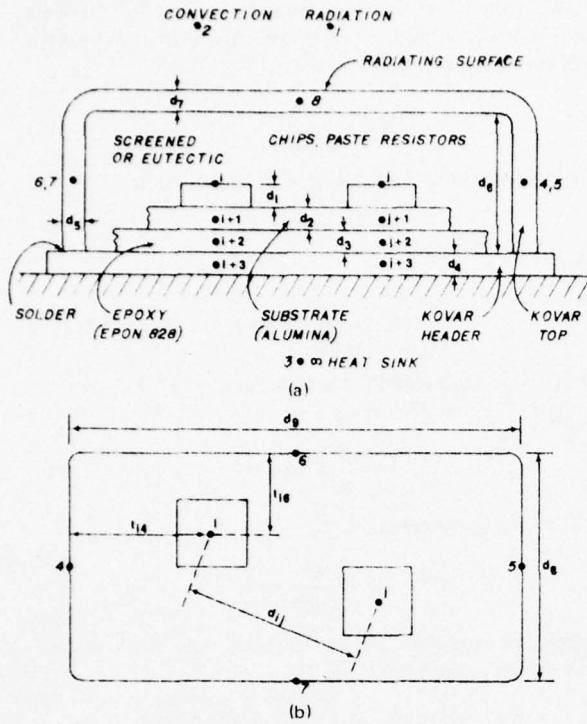 CONVECTION RADIATION
2 1
RADIATING SURFACE
d7 8
SCREENED OR EUTECTIC
CHIPS, PASTE RESISTORS
6,7 i d1 i d6 4,5
d5 i+1 d2 i+1
i+2 d3 i+2
i+3 i+3 d4
SOLDER EPOXY (EPON 828) SUBSTRATE (ALUMINA) KOVAR HEADER KOVAR TOP
3 ∞ HEAT SINK
(a)
d9
6
ℓi6
ℓi4 i
4 5 d8
j
dij
7
(b)